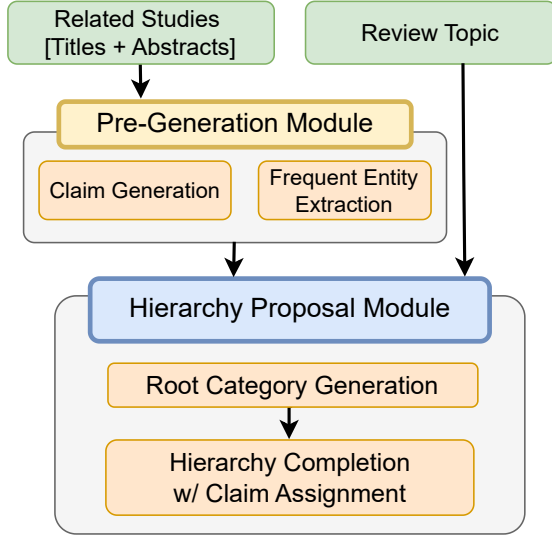 Related Studies
[Titles + Abstracts]
Review Topic
Pre-Generation Module
Claim Generation
Frequent Entity
Extraction
Hierarchy Proposal Module
Root Category Generation
Hierarchy Completion
w/ Claim Assignment